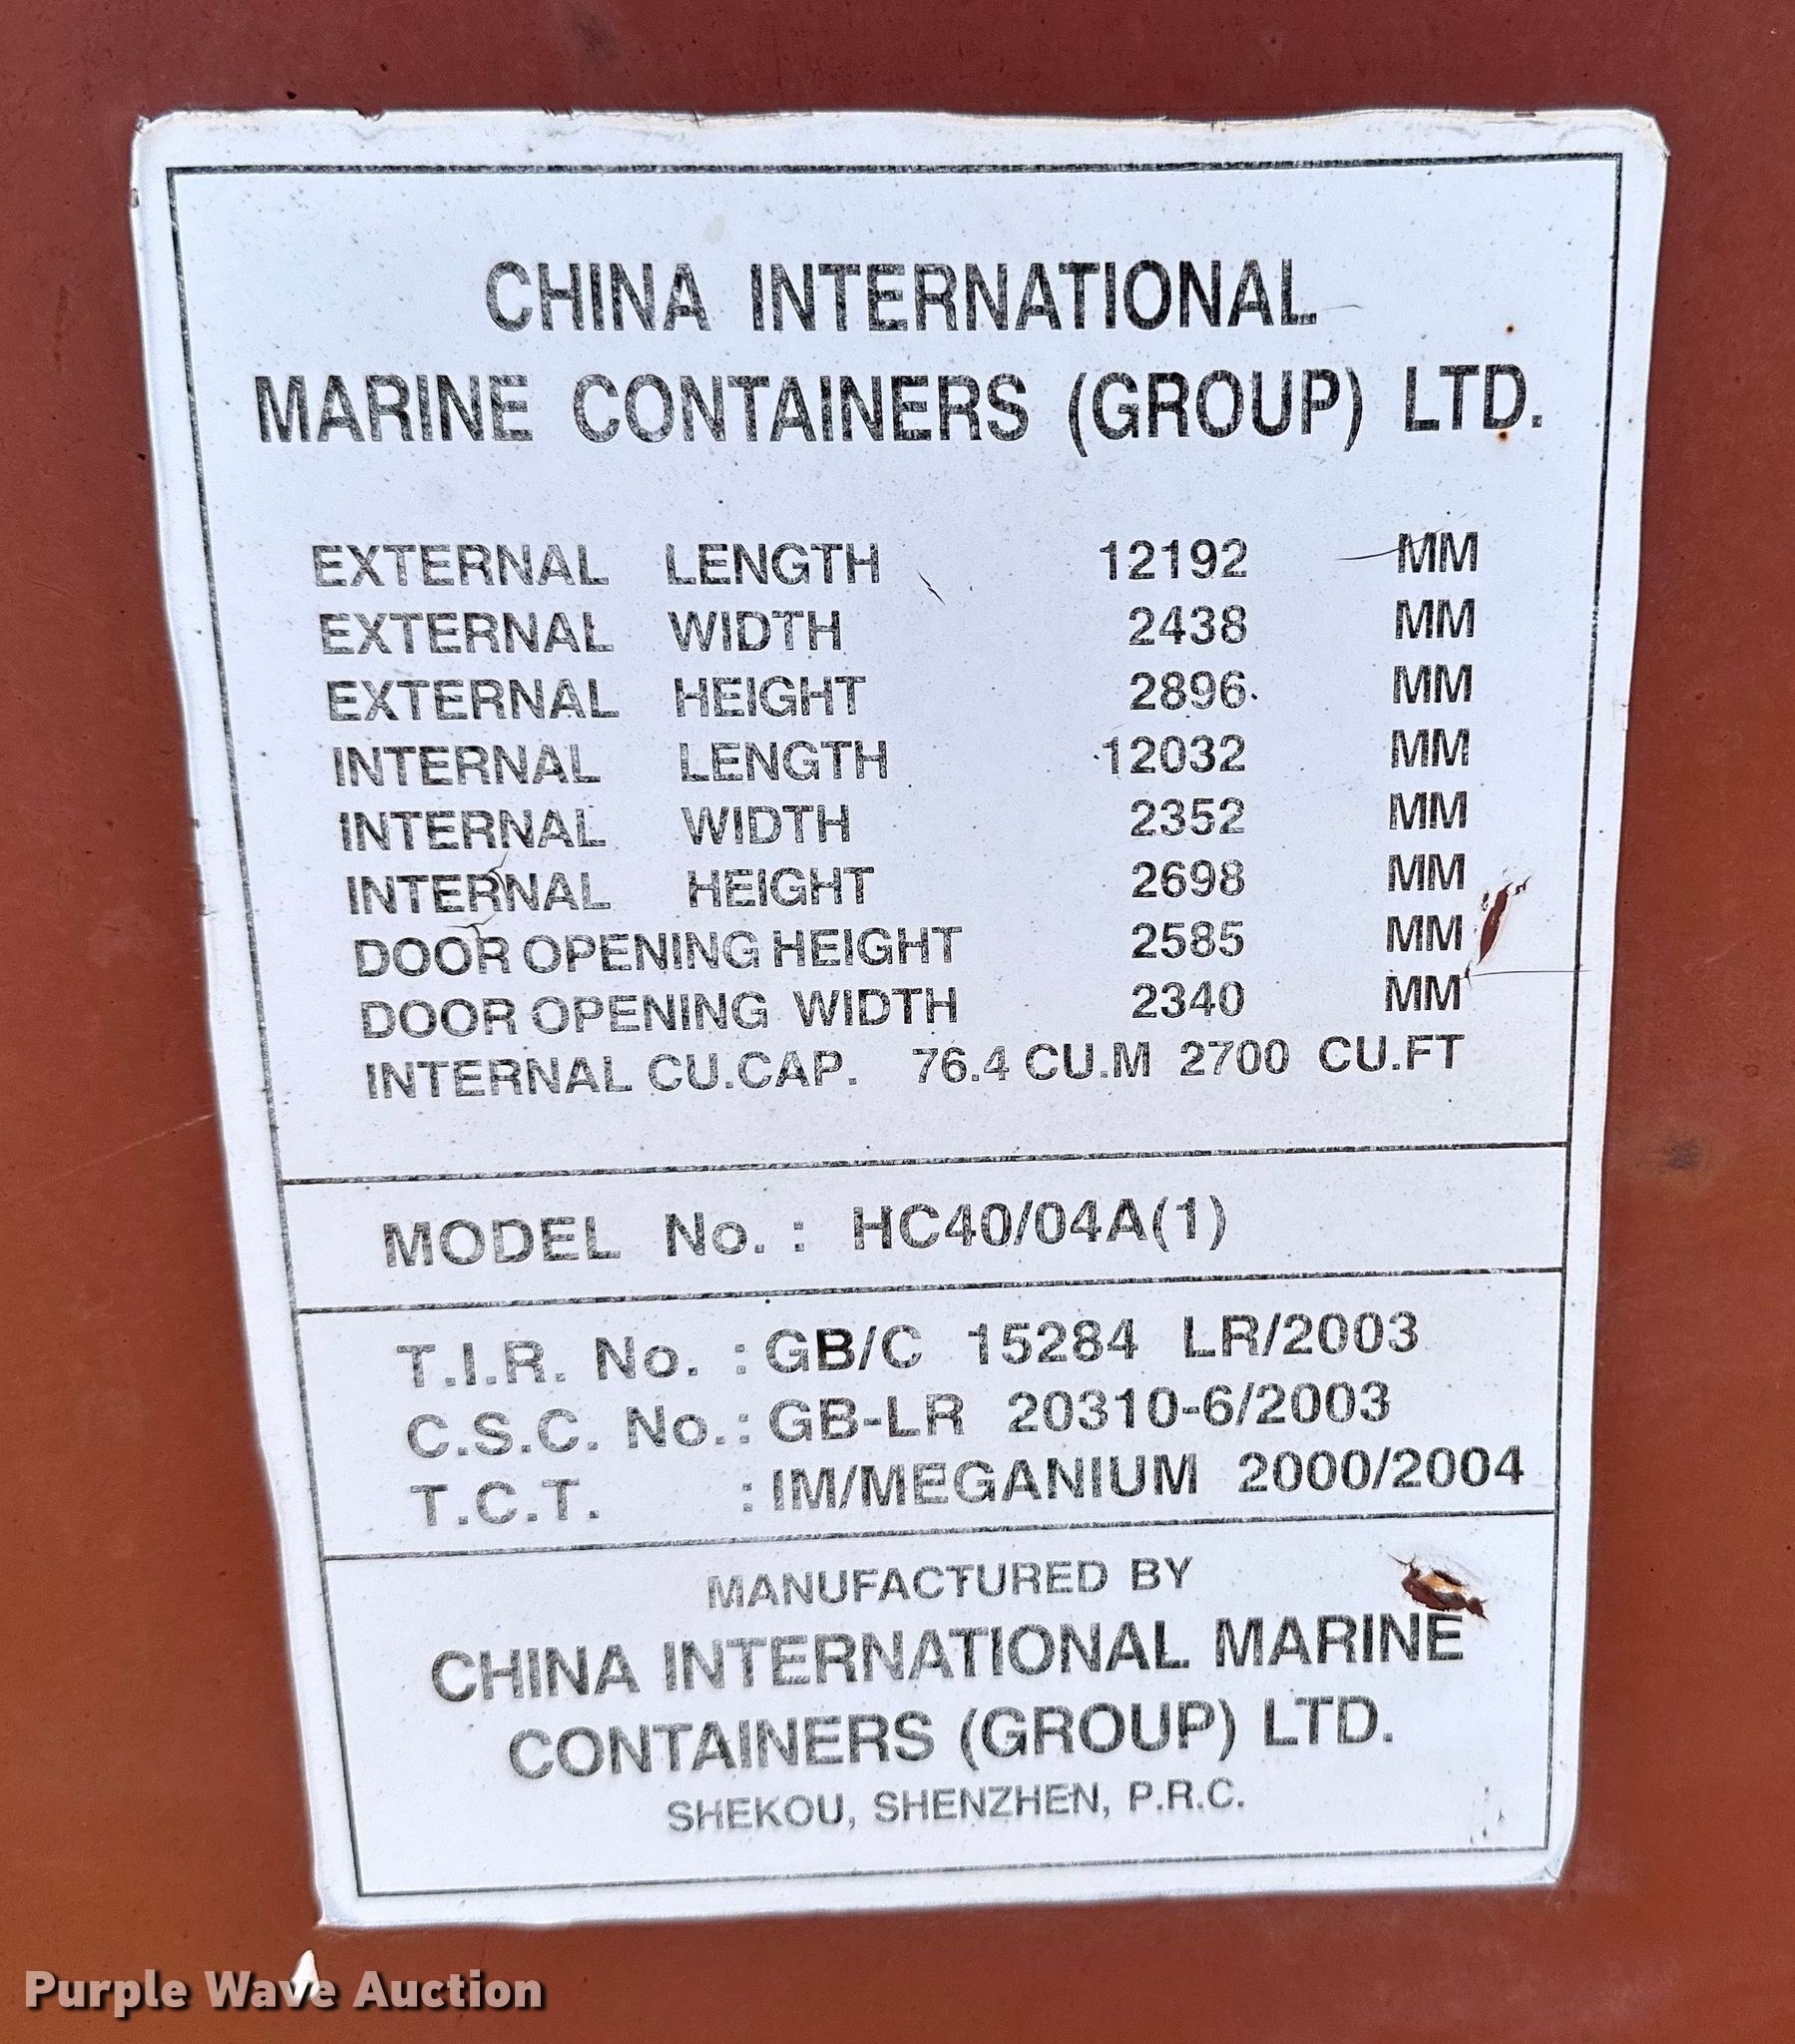 CHINA INTERNATIONAL
MARINE CONTAINERS (GROUP) LTD.
EXTERNAL LENGTH 12192 MM
EXTERNAL WIDTH 2438 MM
EXTERNAL HEIGHT 2896 MM
INTERNAL LENGTH 12032 MM
INTERNAL WIDTH 2352 MM
INTERNAL HEIGHT 2698 MM
DOOR OPENING HEIGHT 2585 MM
DOOR OPENING WIDTH 2340 MM
INTERNAL CU.CAP. 76.4 CU.M 2700 CU.FT
MODEL No. : HC40/04A(1)
T.I.R. No. : GB/C 15284 LR/2003
C.S.C. No. : GB-LR 20310-6/2003
T.C.T. : IM/MEGANIUM 2000/2004
MANUFACTURED BY
CHINA INTERNATIONAL MARINE
CONTAINERS (GROUP) LTD.
SHEKOU, SHENZHEN, P.R.C.
Purple Wave Auction